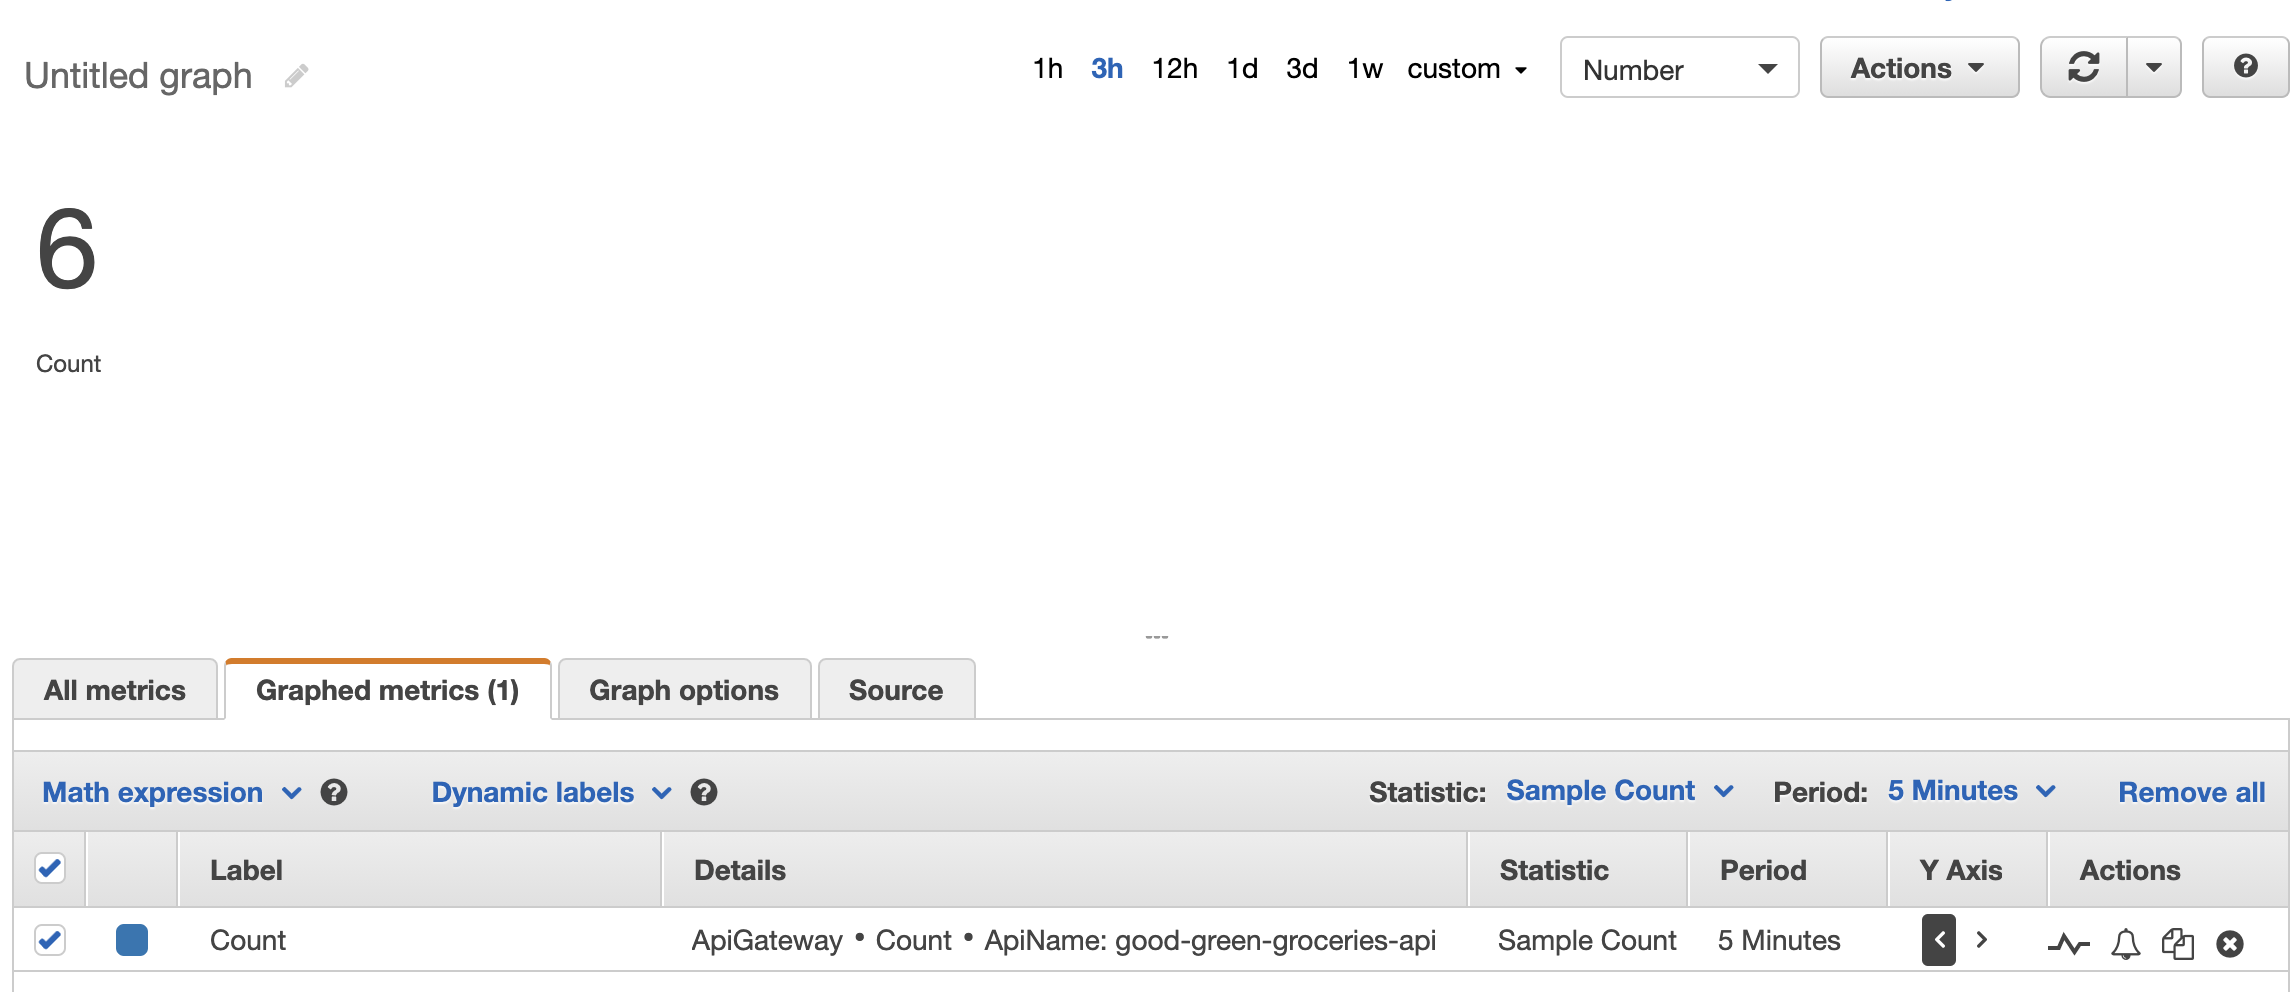 Untitled graph
1h 3h 12h 1d 3d 1w custom Number Actions ?
6
Count
---
All metrics Graphed metrics (1) Graph options Source
Math expression ? Dynamic labels ? Statistic: Sample Count Period: 5 Minutes Remove all
Label Details Statistic Period Y Axis Actions
Count ApiGateway • Count • ApiName: good-green-groceries-api Sample Count 5 Minutes < >